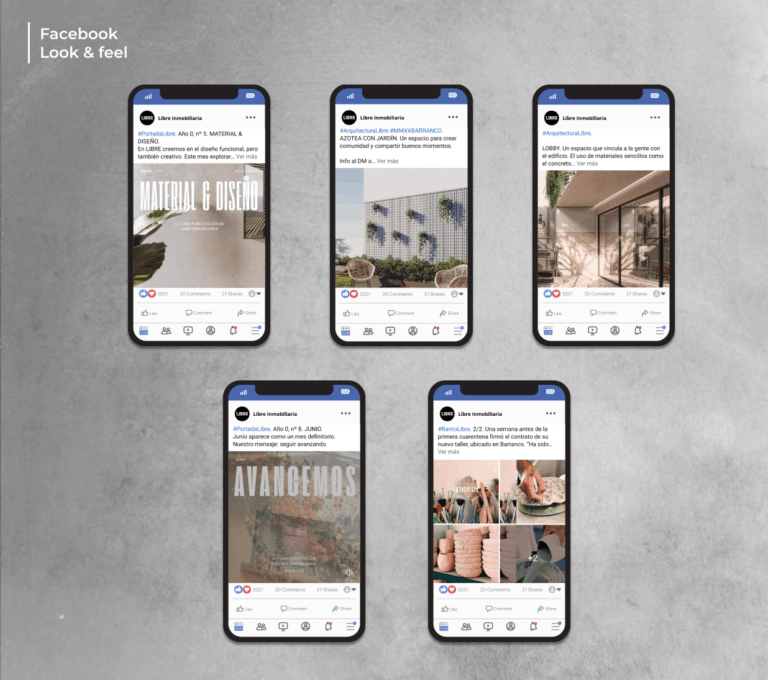 Facebook
Look & feel
LIBRE
Libre Inmobiliaria
#PortadaLibre. Año 0, nº 5. MATERIAL &
DISEÑO.
En LIBRE creemos en el diseño funcional, pero
también creativo. Este mes explorar... Ver más
MATERIAL & DISEÑO
2021 20 Comments 21 Shares
Like Comment Share
LIBRE
Libre Inmobiliaria
#ArquitecturaLibre #MMXXBARRANCO.
AZOTEA CON JARDÍN. Un espacio para crear
comunidad y compartir buenos momentos.
Info al DM o... Ver más
2021 20 Comments 21 Shares
Like Comment Share
LIBRE
Libre Inmobiliaria
#ArquitecturaLibre.
LOBBY. Un espacio que vincula a la gente con
el edificio. El uso de materiales sencillos como
el concreto... Ver más
2021 20 Comments 21 Shares
Like Comment Share
LIBRE
Libre Inmobiliaria
#PortadaLibre. Año 0, nº 8. JUNIO.
Junio aparece como un mes definitorio.
Nuestro mensaje: seguir avanzando.
AVANCEMOS
2021 20 Comments 21 Shares
Like Comment Share
LIBRE
Libre Inmobiliaria
#BarrioLibre. 2/2. Una semana antes de la
primera cuarentena firmó el contrato de su
nuevo taller, ubicado en Barranco. "Ha sido...
Ver más
+2
2021 20 Comments 21 Shares
Like Comment Share